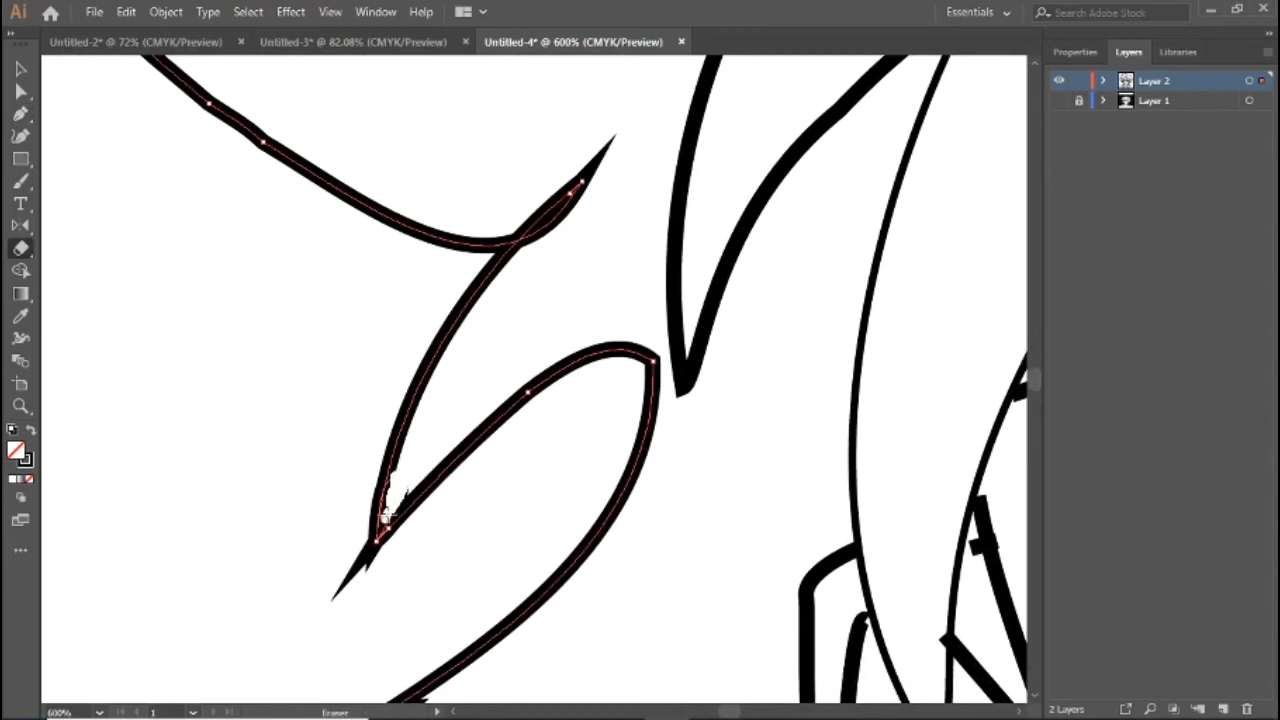 Ai File Edit Object Type Select Effect View Window Help Essentials Search Adobe Stock
Untitled-2* @ 72% (CMYK/Preview) × Untitled-3* @ 82.08% (CMYK/Preview) × Untitled-4* @ 600% (CMYK/Preview) ×
Properties Layers Libraries
Layer 2
Layer 1
600% 1 Eraser 2 Layers